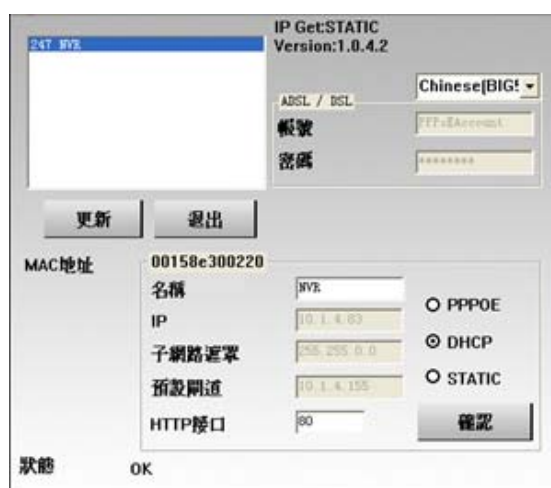 IP Get:STATIC
247 NVR
Version:1.0.4.2
Chinese(BIG5
ADSL / DSL
帳號
PPPoEAccount
密碼
********
更新
退出
MAC地址
00158e300220
名稱
NVR
IP
10.1.4.83
PPPOE
子網路遮罩
255.255.0.0
DHCP
預設閘道
10.1.4.155
STATIC
HTTP接口
80
確認
狀態
OK